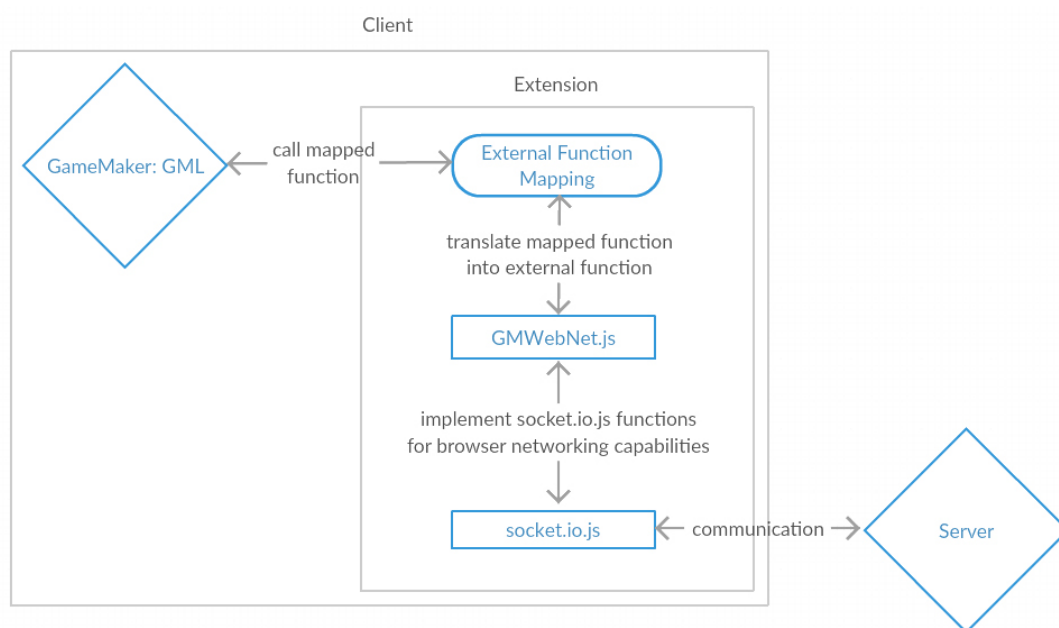 Client
Extension
GameMaker: GML
call mapped
function
External Function
Mapping
translate mapped function
into external function
GMWebNet.js
implement socket.io.js functions
for browser networking capabilities
socket.io.js
communication
Server